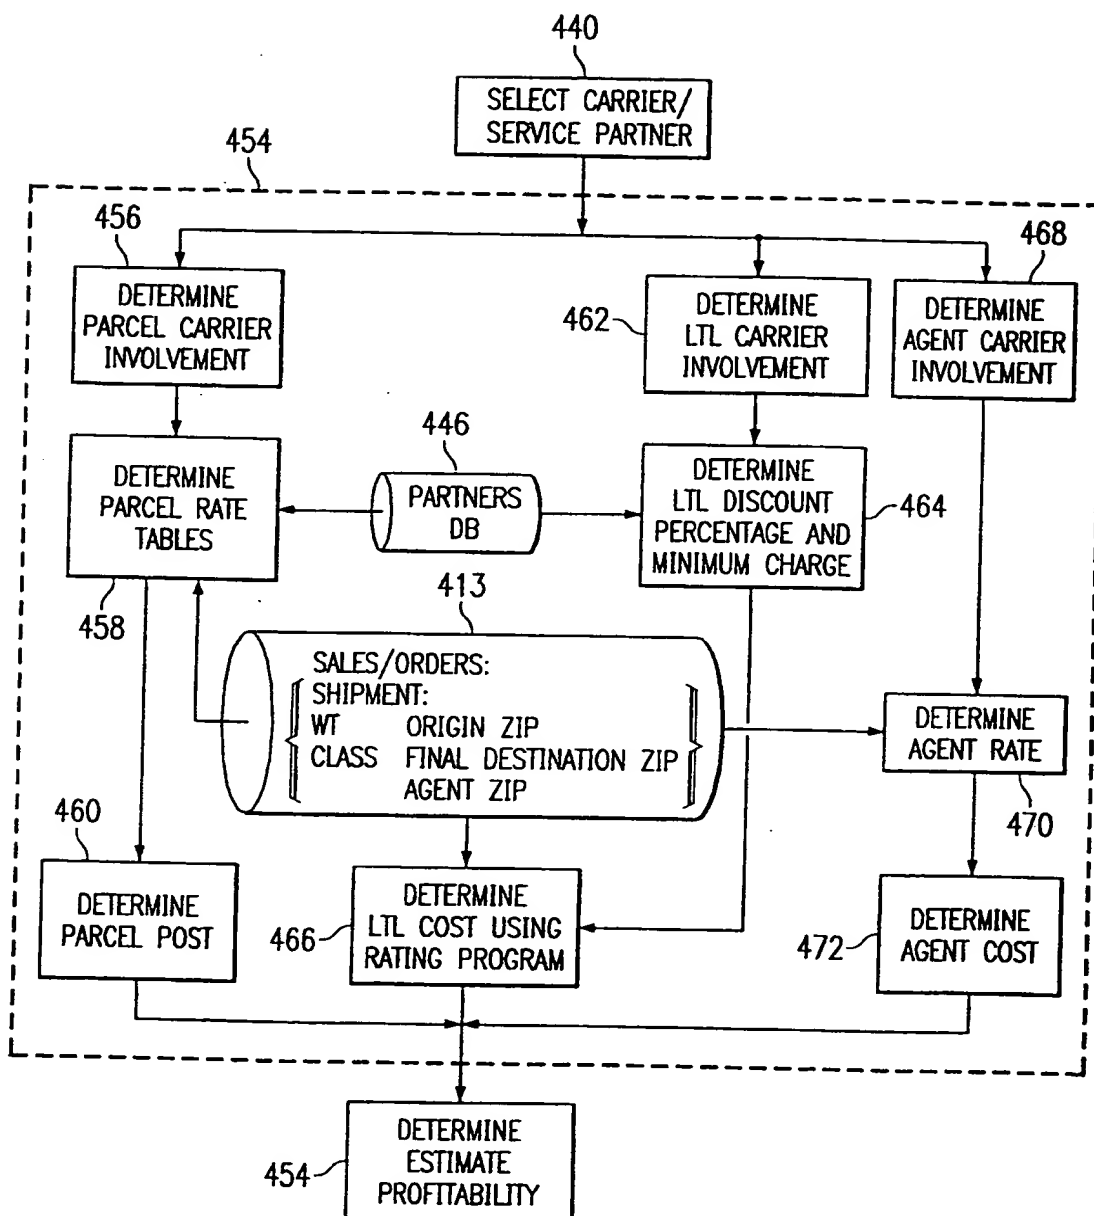 440
SELECT CARRIER/
SERVICE PARTNER
454
456
DETERMINE
PARCEL CARRIER
INVOLVEMENT
462
DETERMINE
LTL CARRIER
INVOLVEMENT
468
DETERMINE
AGENT CARRIER
INVOLVEMENT
DETERMINE
PARCEL RATE
TABLES
458
446
PARTNERS
DB
DETERMINE
LTL DISCOUNT
PERCENTAGE AND
MINIMUM CHARGE
464
413
SALES/ORDERS:
SHIPMENT:
WT ORIGIN ZIP
CLASS FINAL DESTINATION ZIP
AGENT ZIP
DETERMINE
AGENT RATE
470
460
DETERMINE
PARCEL POST
466
DETERMINE
LTL COST USING
RATING PROGRAM
472
DETERMINE
AGENT COST
454
DETERMINE
ESTIMATE
PROFITABILITY